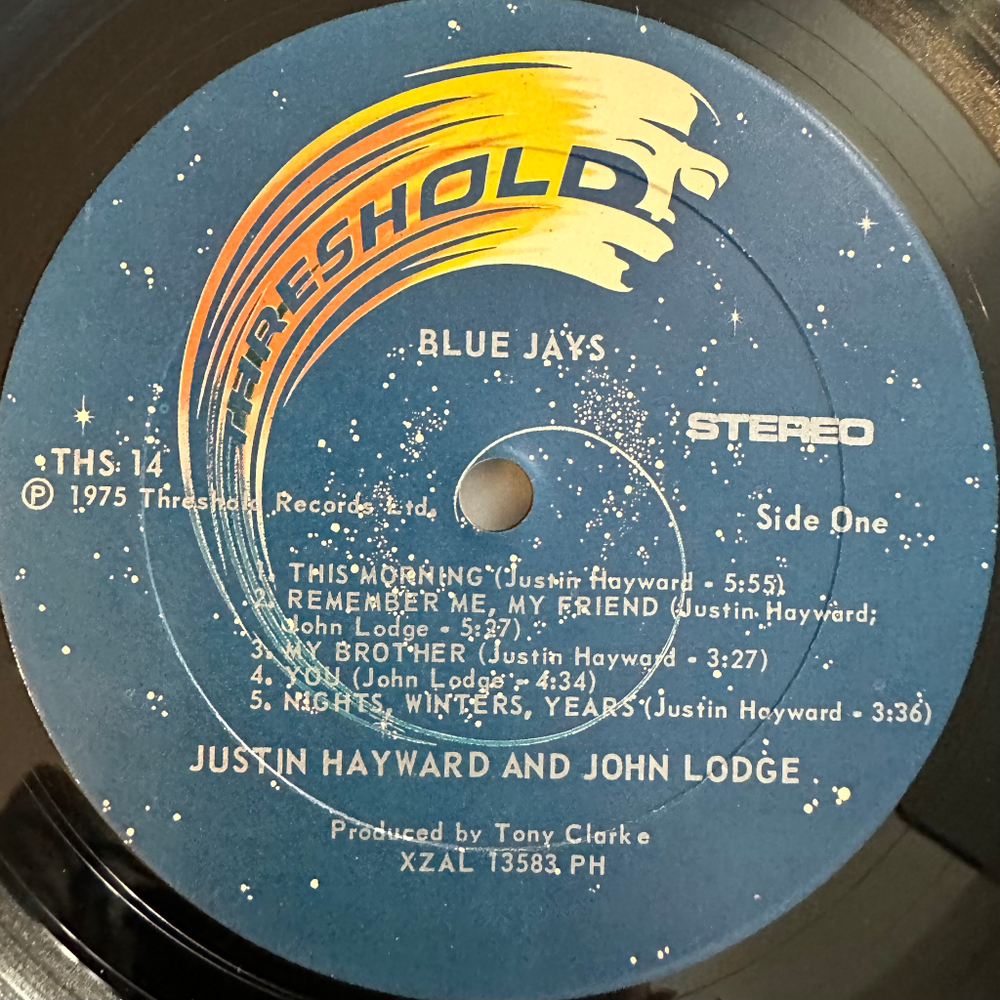 THRESHOLD
BLUE JAYS
STEREO
THS 14
Ⓟ 1975 Threshold Records Ltd.
Side One
1. THIS MORNING (Justin Hayward - 5:55)
2. REMEMBER ME, MY FRIEND (Justin Hayward;
John Lodge - 5:27)
3. MY BROTHER (Justin Hayward - 3:27)
4. YOU (John Lodge - 4:34)
5. NIGHTS, WINTERS, YEARS (Justin Hayward - 3:36)
JUSTIN HAYWARD AND JOHN LODGE
Produced by Tony Clarke
XZAL 13583 PH